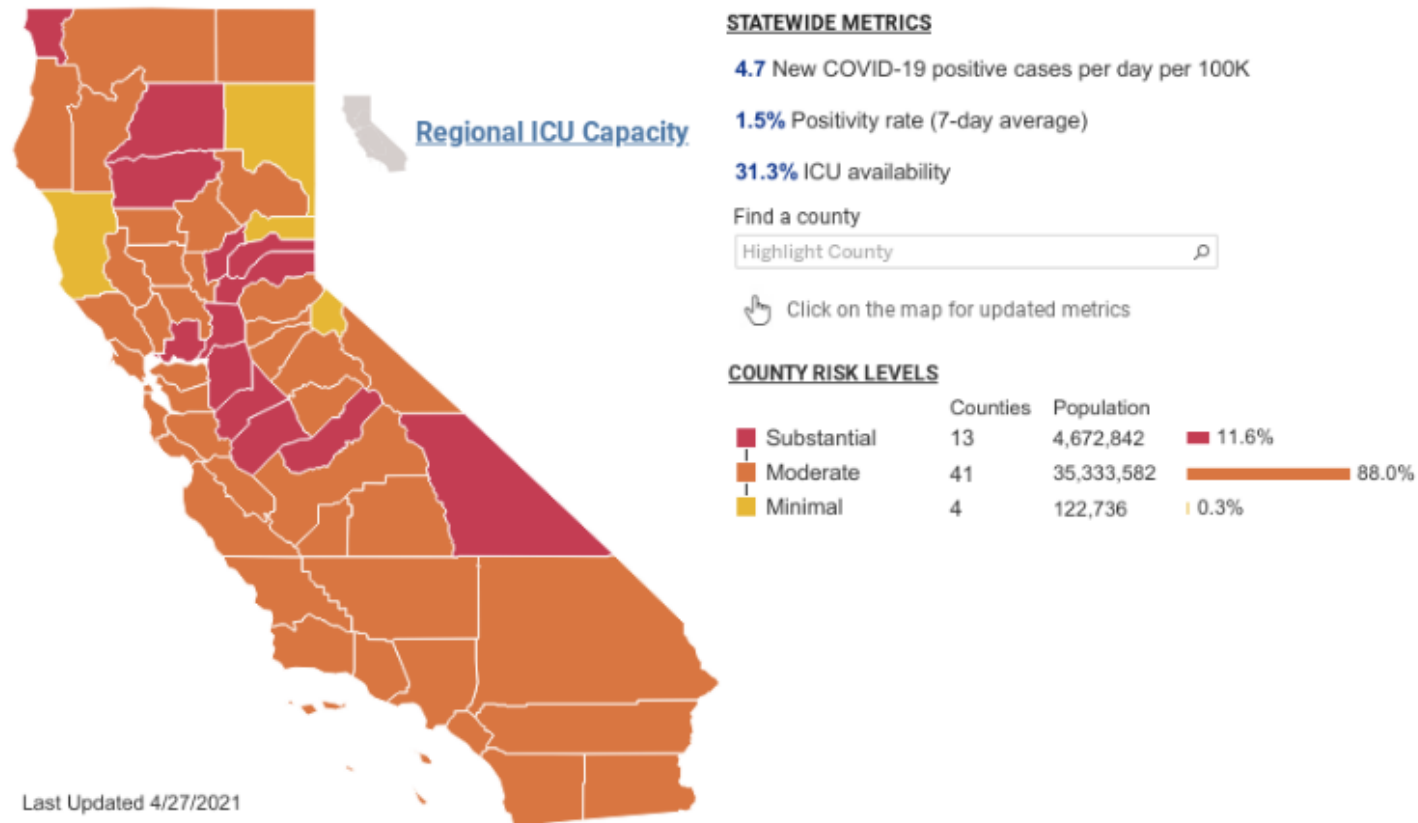 STATEWIDE METRICS
4.7 New COVID-19 positive cases per day per 100K
Regional ICU Capacity
1.5% Positivity rate (7-day average)
31.3% ICU availability
Find a county
Highlight County
Click on the map for updated metrics
COUNTY RISK LEVELS
Counties Population
Substantial 13 4,672,842 11.6%
Moderate 41 35,333,582 88.0%
Minimal 4 122,736 0.3%
Last Updated 4/27/2021